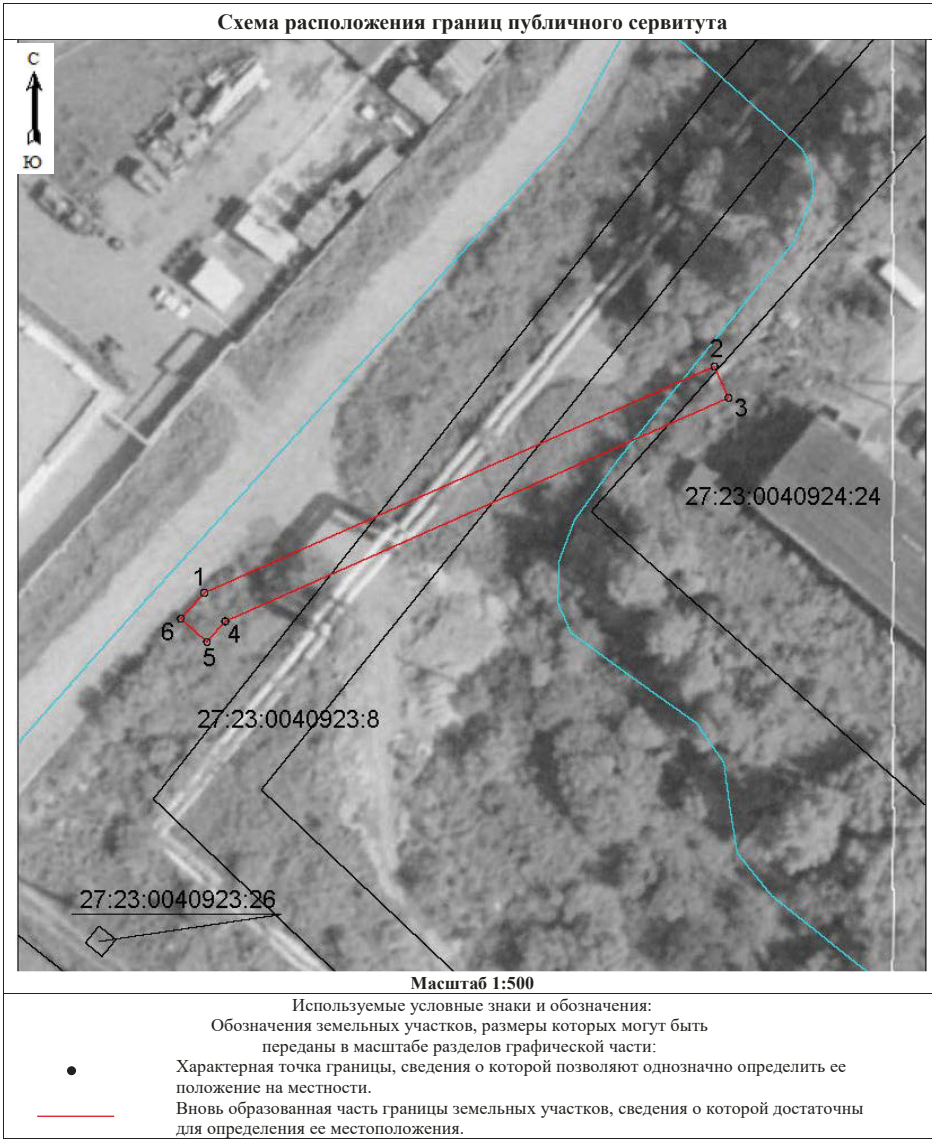 Схема расположения границ публичного сервитута
С
Ю
2
3
27:23:0040924:24
1
6
4
5
27:23:0040923:8
27:23:0040923:26
Масштаб 1:500
Используемые условные знаки и обозначения:
Обозначения земельных участков, размеры которых могут быть
переданы в масштабе разделов графической части:
Характерная точка границы, сведения о которой позволяют однозначно определить ее
положение на местности.
Вновь образованная часть границы земельных участков, сведения о которой достаточны
для определения ее местоположения.